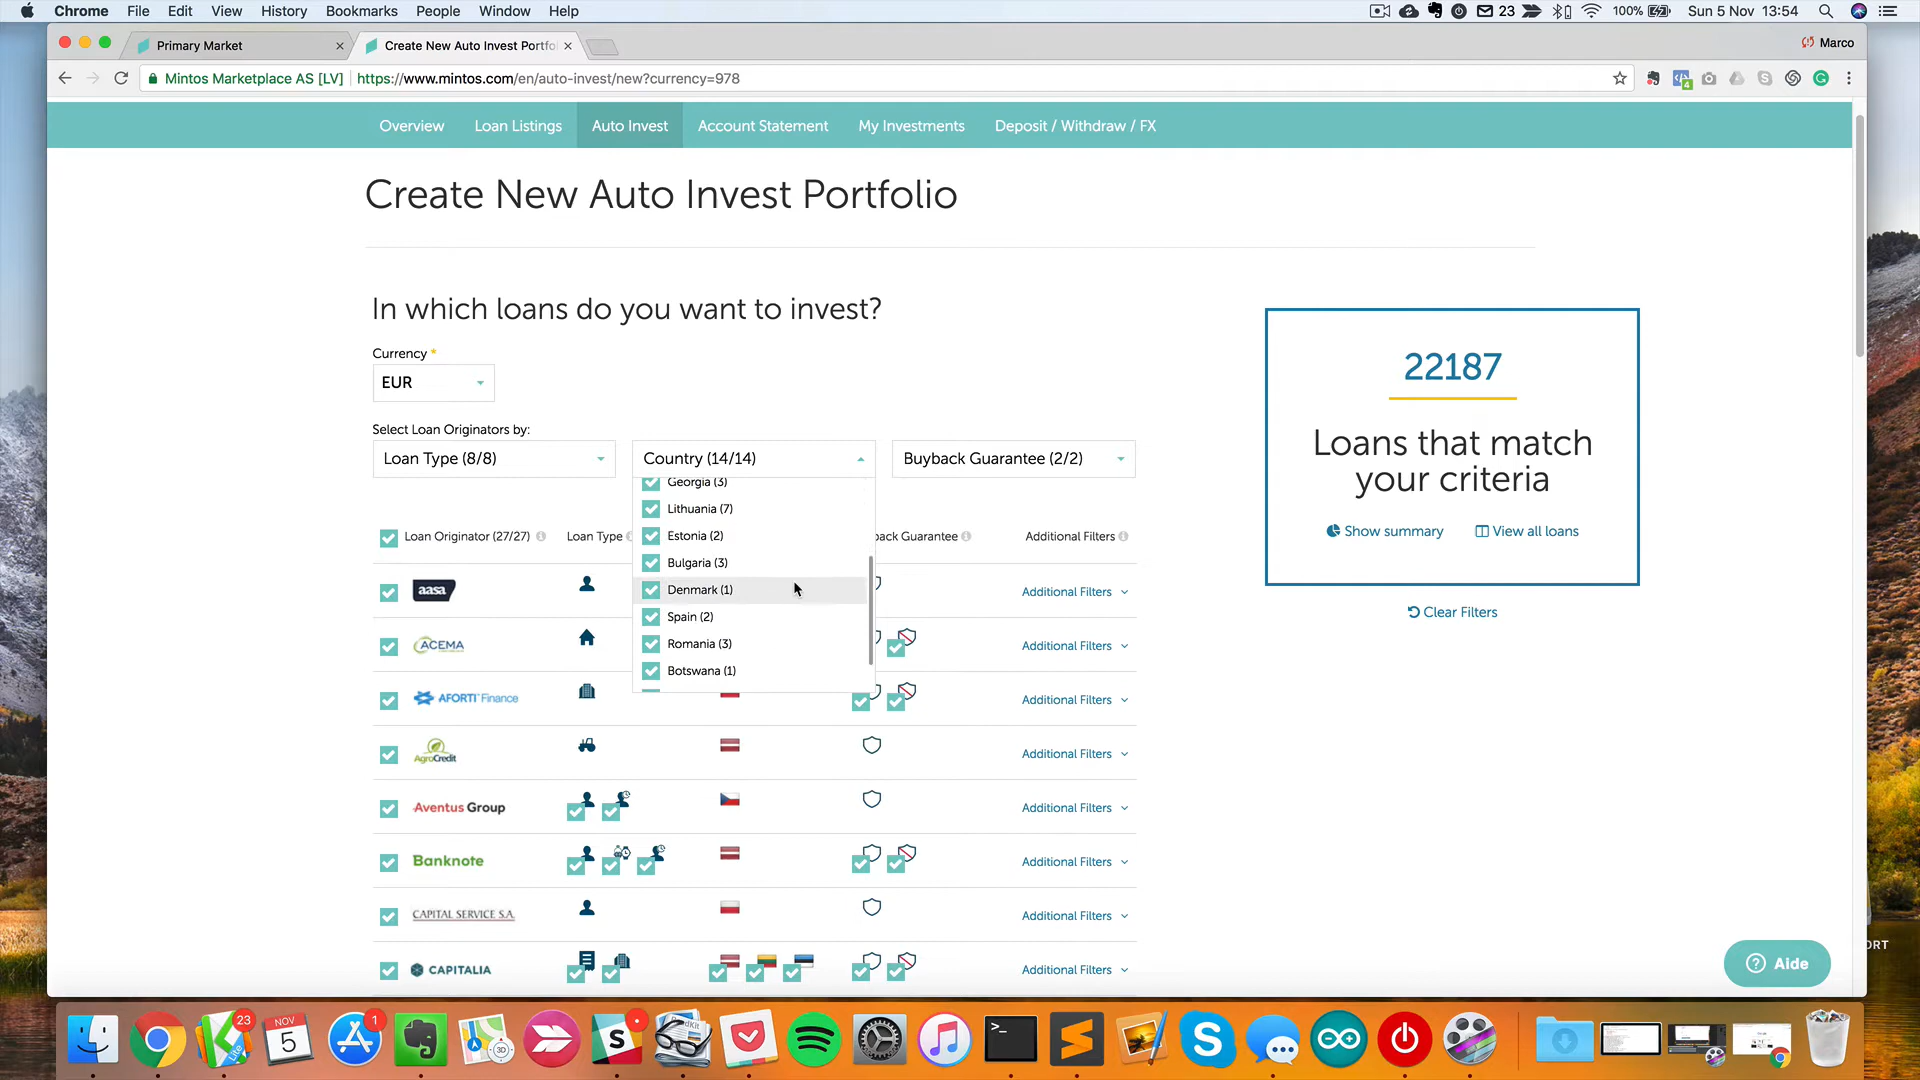 Chrome File Edit View History Bookmarks People Window Help
23 100% Sun 5 Nov 13:54
Primary Market
Create New Auto Invest Portfo
Marco
Mintos Marketplace AS [LV] https://www.mintos.com/en/auto-invest/new?currency=978
4
Overview Loan Listings Auto Invest Account Statement My Investments Deposit / Withdraw / FX
Create New Auto Invest Portfolio
In which loans do you want to invest?
Currency *
EUR
Select Loan Originators by:
Loan Type (8/8) Country (14/14) Buyback Guarantee (2/2)
Georgia (3)
Lithuania (7)
Estonia (2)
Bulgaria (3)
Denmark (1)
Spain (2)
Romania (3)
Botswana (1)
22187
Loans that match
your criteria
Show summary View all loans
Clear Filters
Loan Originator (27/27) Loan Type back Guarantee Additional Filters
aasa Additional Filters
ACEMA Additional Filters
AFORTI Finance Additional Filters
AgroCredit Additional Filters
Aventus Group Additional Filters
Banknote Additional Filters
CAPITAL SERVICE S.A. Additional Filters
CAPITALIA Additional Filters
Aide
ORT
23
Lite
NOV
5
1
3D